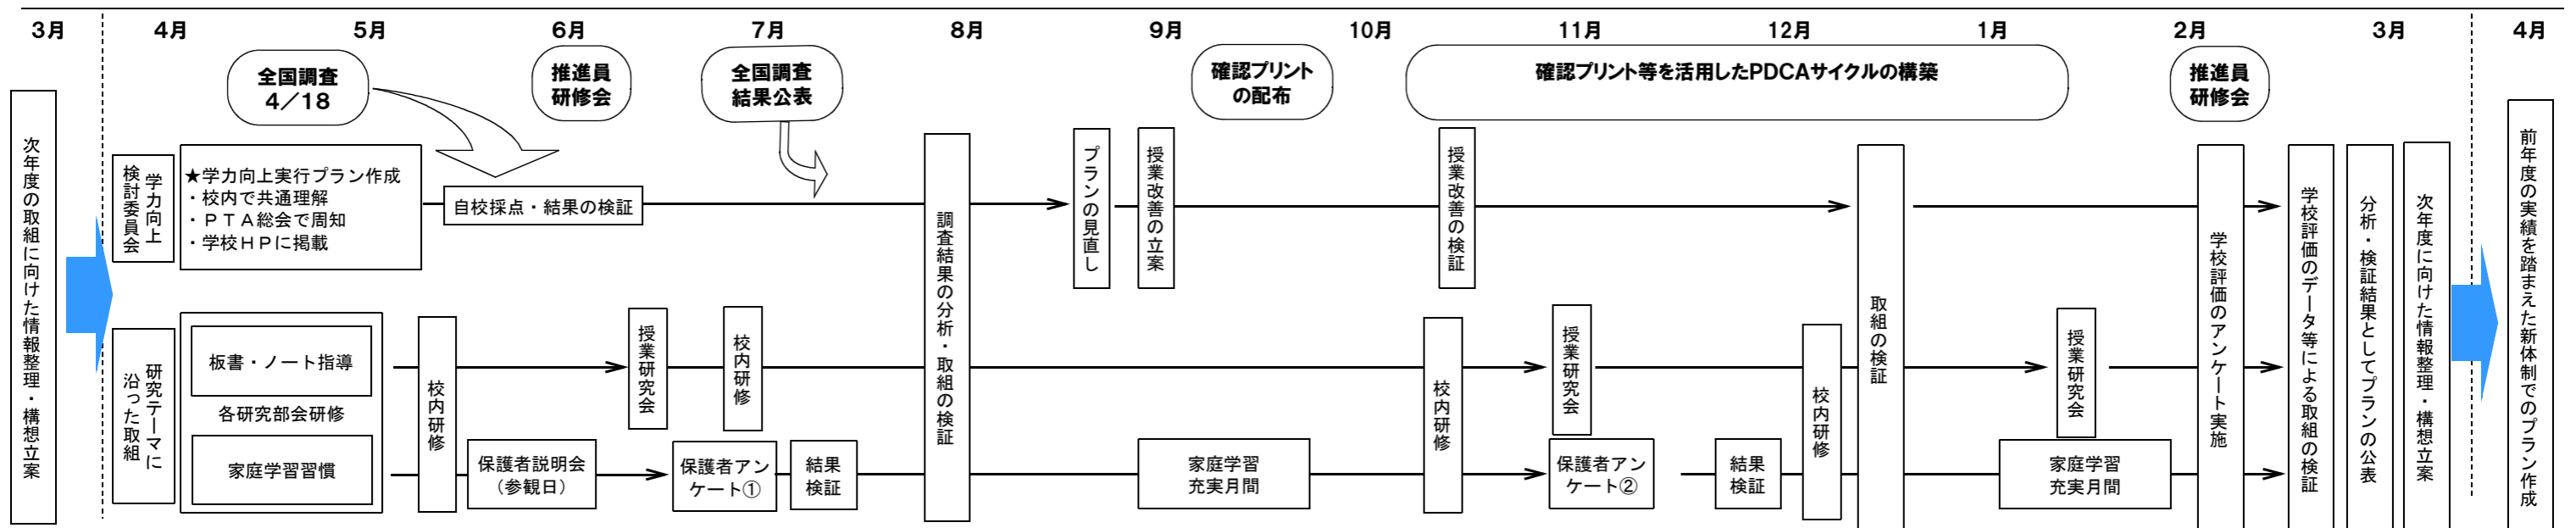 3月
4月
5月
6月
7月
8月
9月
10月
11月
12月
1月
2月
3月
4月
全国調査
4／18
推進員
研修会
全国調査
結果公表
確認プリント
の配布
確認プリント等を活用したPDCAサイクルの構築
推進員
研修会
次年度の取組に向けた情報整理・構想立案
学力向上
検討委員会
★学力向上実行プラン作成
・校内で共通理解
・ＰＴＡ総会で周知
・学校ＨＰに掲載
自校採点・結果の検証
調査結果の分析・取組の検証
プランの見直し
授業改善の立案
授業改善の検証
取組の検証
学校評価のアンケート実施
学校評価のデータ等による取組の検証
分析・検証結果としてプランの公表
次年度に向けた情報整理・構想立案
前年度の実績を踏まえた新体制でのプラン作成
研究テーマに
沿った取組
板書・ノート指導
各研究部会研修
家庭学習習慣
校内研修
保護者説明会
（参観日）
授業研究会
校内研修
保護者アン
ケート①
結果
検証
家庭学習
充実月間
校内研修
授業研究会
保護者アン
ケート②
結果
検証
校内研修
授業研究会
家庭学習
充実月間